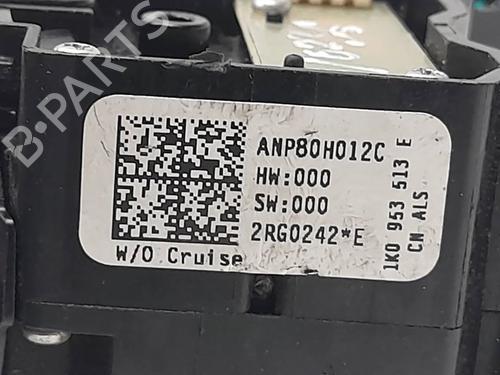 B-PARTS
ANP80H012C
HW:000
SW:000
2RG0242*E
W/O Cruise
1K0 953 513 E
CN ALS